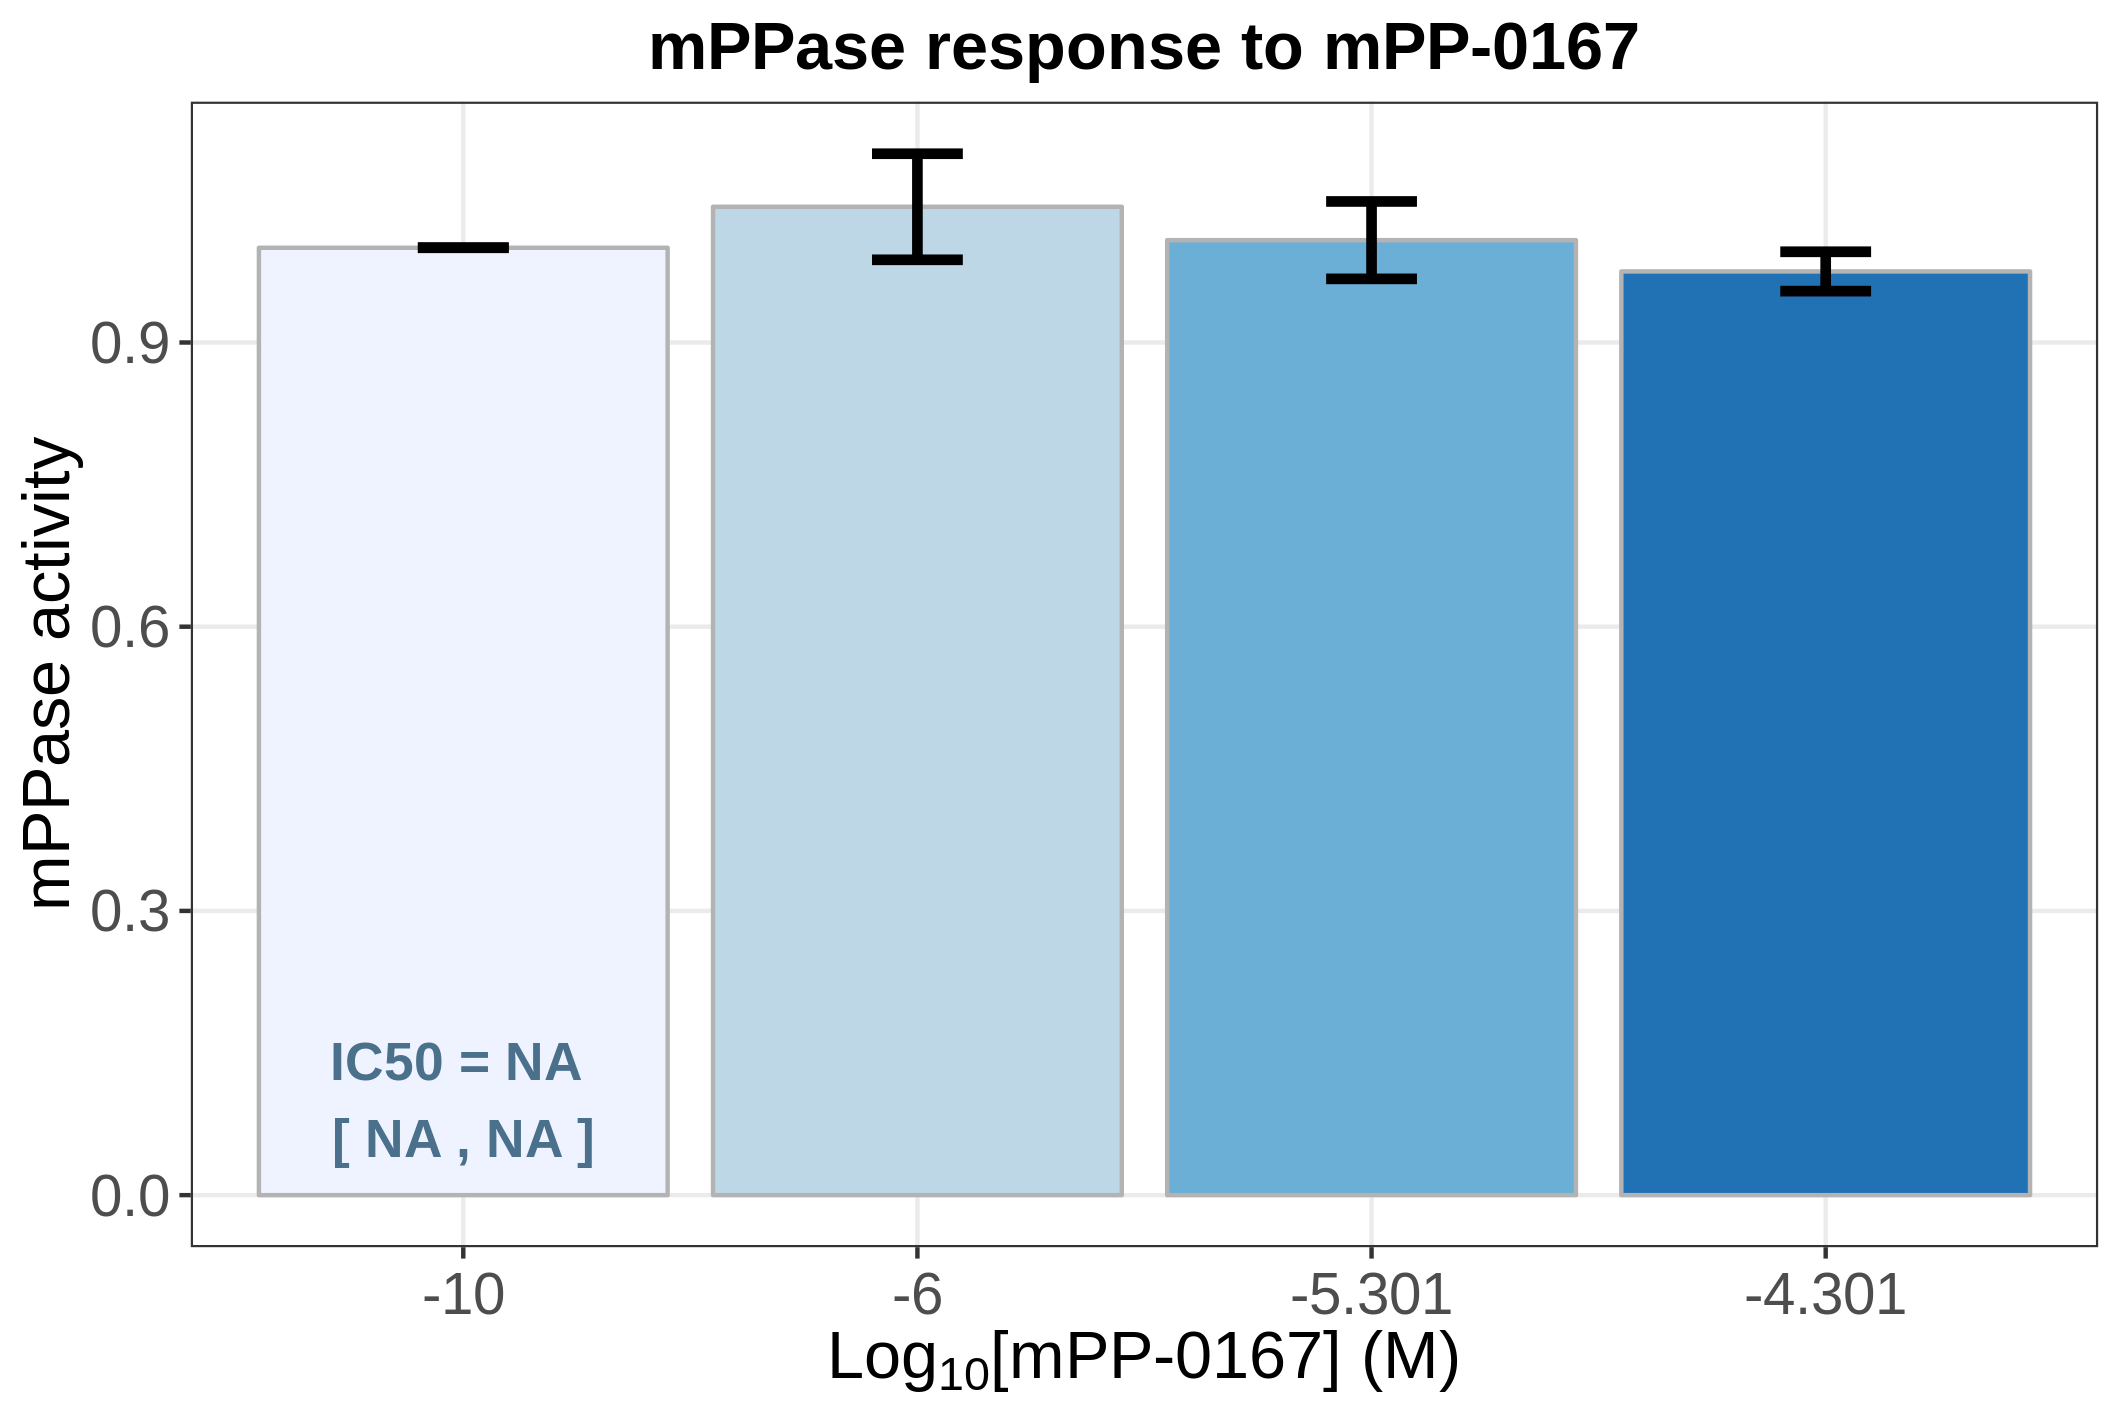 mPPase response to mPP-0167
mPPase activity
0.9
0.6
0.3
0.0
IC50 = NA
[ NA , NA ]
-10
-6
-5.301
-4.301
Log10[mPP-0167] (M)